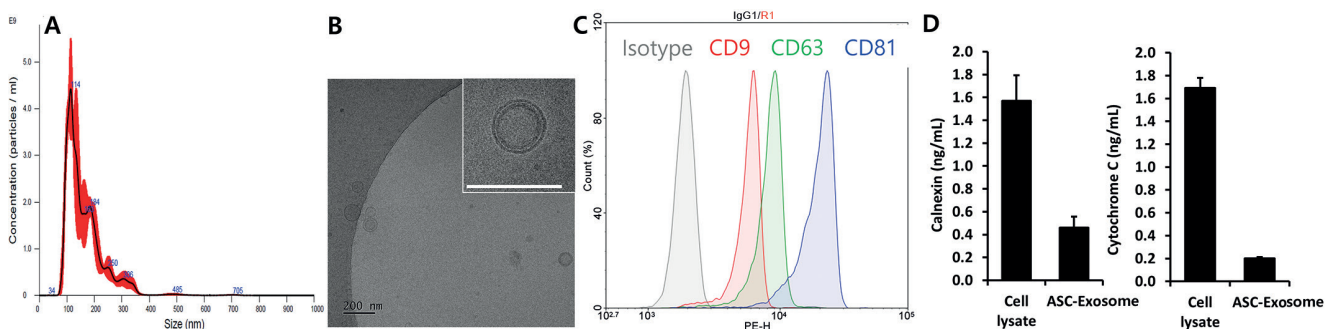 A
E9
Concentration (particles / ml)
5.0
4.0
3.0
2.0
1.0
0
114
34
485
705
0 100 200 300 400 500 600 700 800 900 1000
Size (nm)
B
200 nm
C
IgG1/R1
Isotype CD9 CD63 CD81
Count (%)
120
80
40
0
10^2.7 10^3 10^4 10^5
PE-H
D
Calnexin (ng/mL)
2.0
1.8
1.6
1.4
1.2
1.0
0.8
0.6
0.4
0.2
0.0
Cell lysate
ASC-Exosome
Cytochrome C (ng/mL)
2.0
1.8
1.6
1.4
1.2
1.0
0.8
0.6
0.4
0.2
0.0
Cell lysate
ASC-Exosome